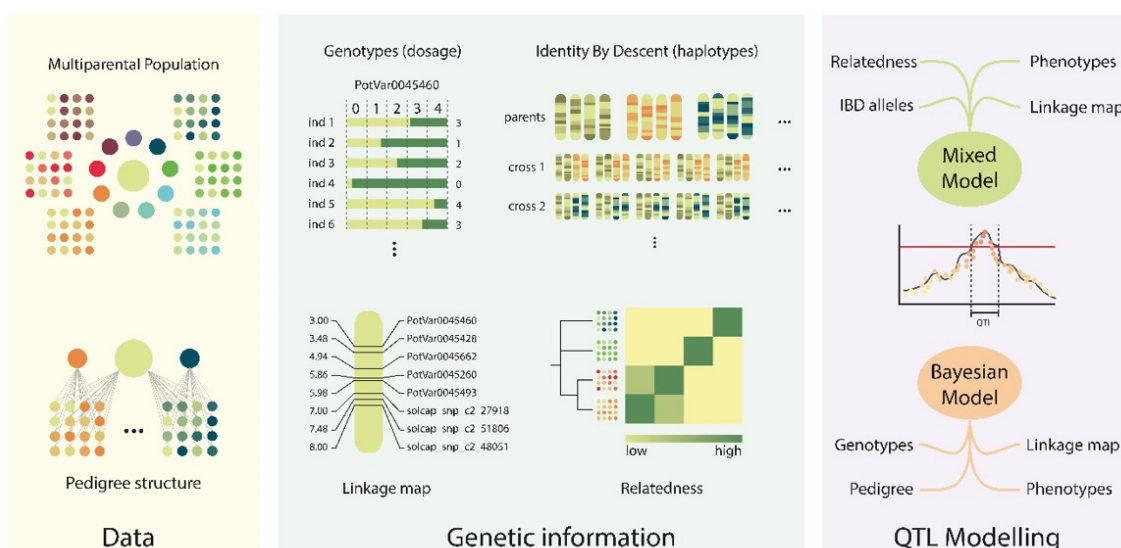 Multiparental Population
Pedigree structure
Data
Genotypes (dosage)
PotVar0045460
0 1 2 3 4
ind 1 3
ind 2 1
ind 3 2
ind 4 0
ind 5 4
ind 6 3
Identity By Descent (haplotypes)
parents ...
cross 1 ...
cross 2 ...
3.00 PotVar0045460
3.48 PotVar0045428
4.94 PotVar0045662
5.86 PotVar0045260
5.98 PotVar0045493
7.00 solcap_snp_c2_27918
7.48 solcap_snp_c2_51806
8.00 solcap_snp_c2_48051
Linkage map
low high
Relatedness
Genetic information
Relatedness Phenotypes
IBD alleles Linkage map
Mixed
Model
QTL
Bayesian
Model
Genotypes Linkage map
Pedigree Phenotypes
QTL Modelling